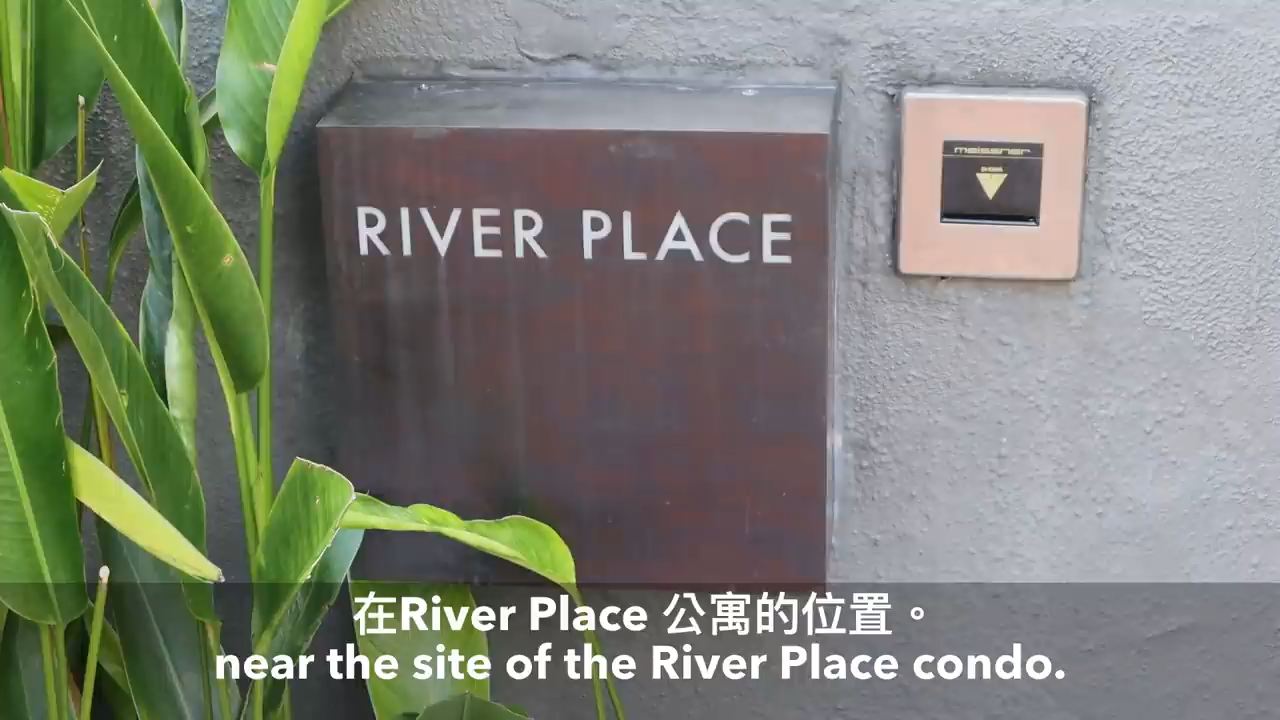 RIVER PLACE
meissner
在River Place 公寓的位置。
near the site of the River Place condo.